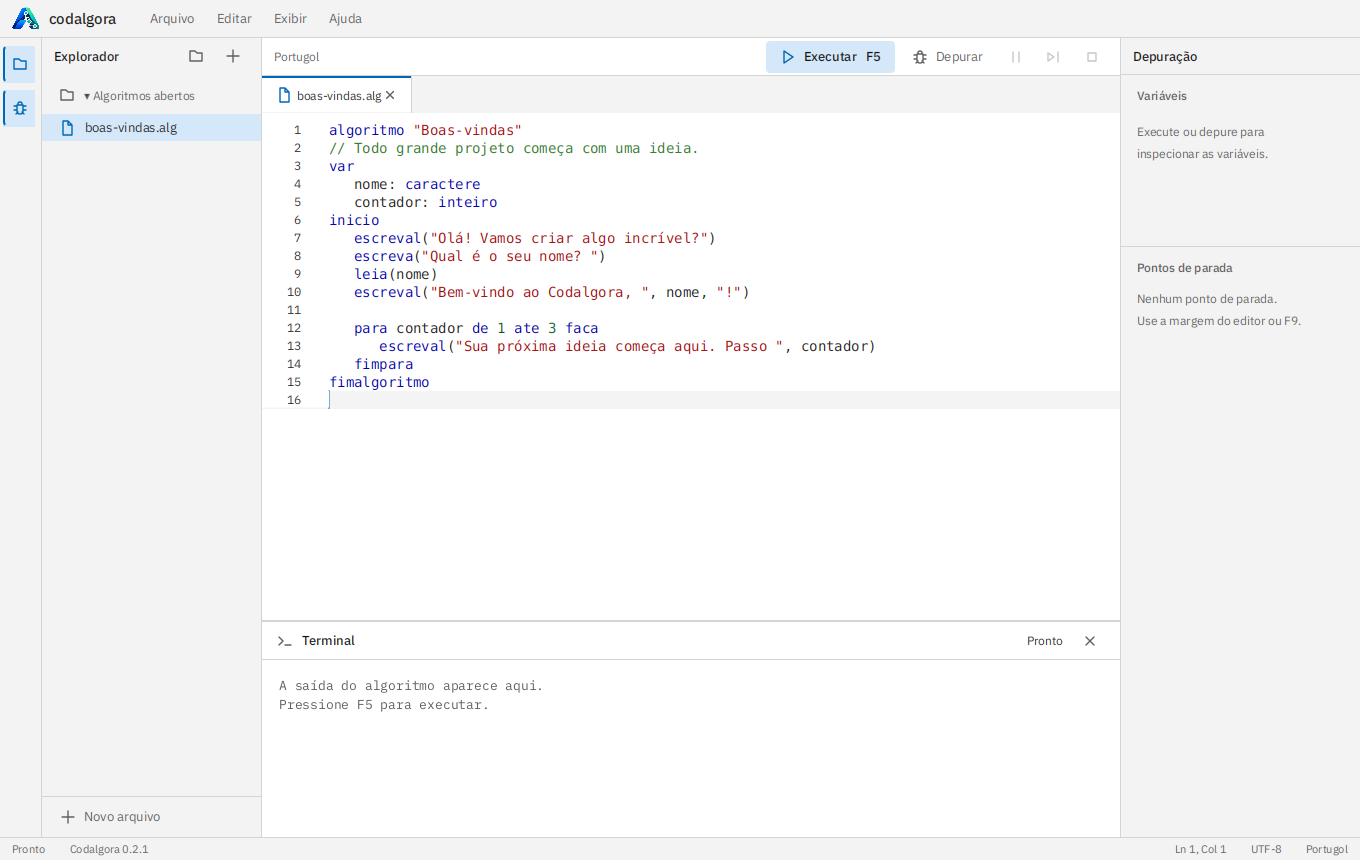 codalgora Arquivo Editar Exibir Ajuda
Explorador
▾ Algoritmos abertos
boas-vindas.alg
Novo arquivo
Portugol Executar F5 Depurar
boas-vindas.alg
1 algoritmo "Boas-vindas"
2 // Todo grande projeto começa com uma ideia.
3 var
4 nome: caractere
5 contador: inteiro
6 inicio
7 escreval("Olá! Vamos criar algo incrível?")
8 escreva("Qual é o seu nome? ")
9 leia(nome)
10 escreval("Bem-vindo ao Codalgora, ", nome, "!")
11
12 para contador de 1 ate 3 faca
13 escreval("Sua próxima ideia começa aqui. Passo ", contador)
14 fimpara
15 fimalgoritmo
16
Terminal Pronto
A saída do algoritmo aparece aqui.
Pressione F5 para executar.
Depuração
Variáveis
Execute ou depure para
inspecionar as variáveis.
Pontos de parada
Nenhum ponto de parada.
Use a margem do editor ou F9.
Pronto Codalgora 0.2.1 Ln 1, Col 1 UTF-8 Portugol